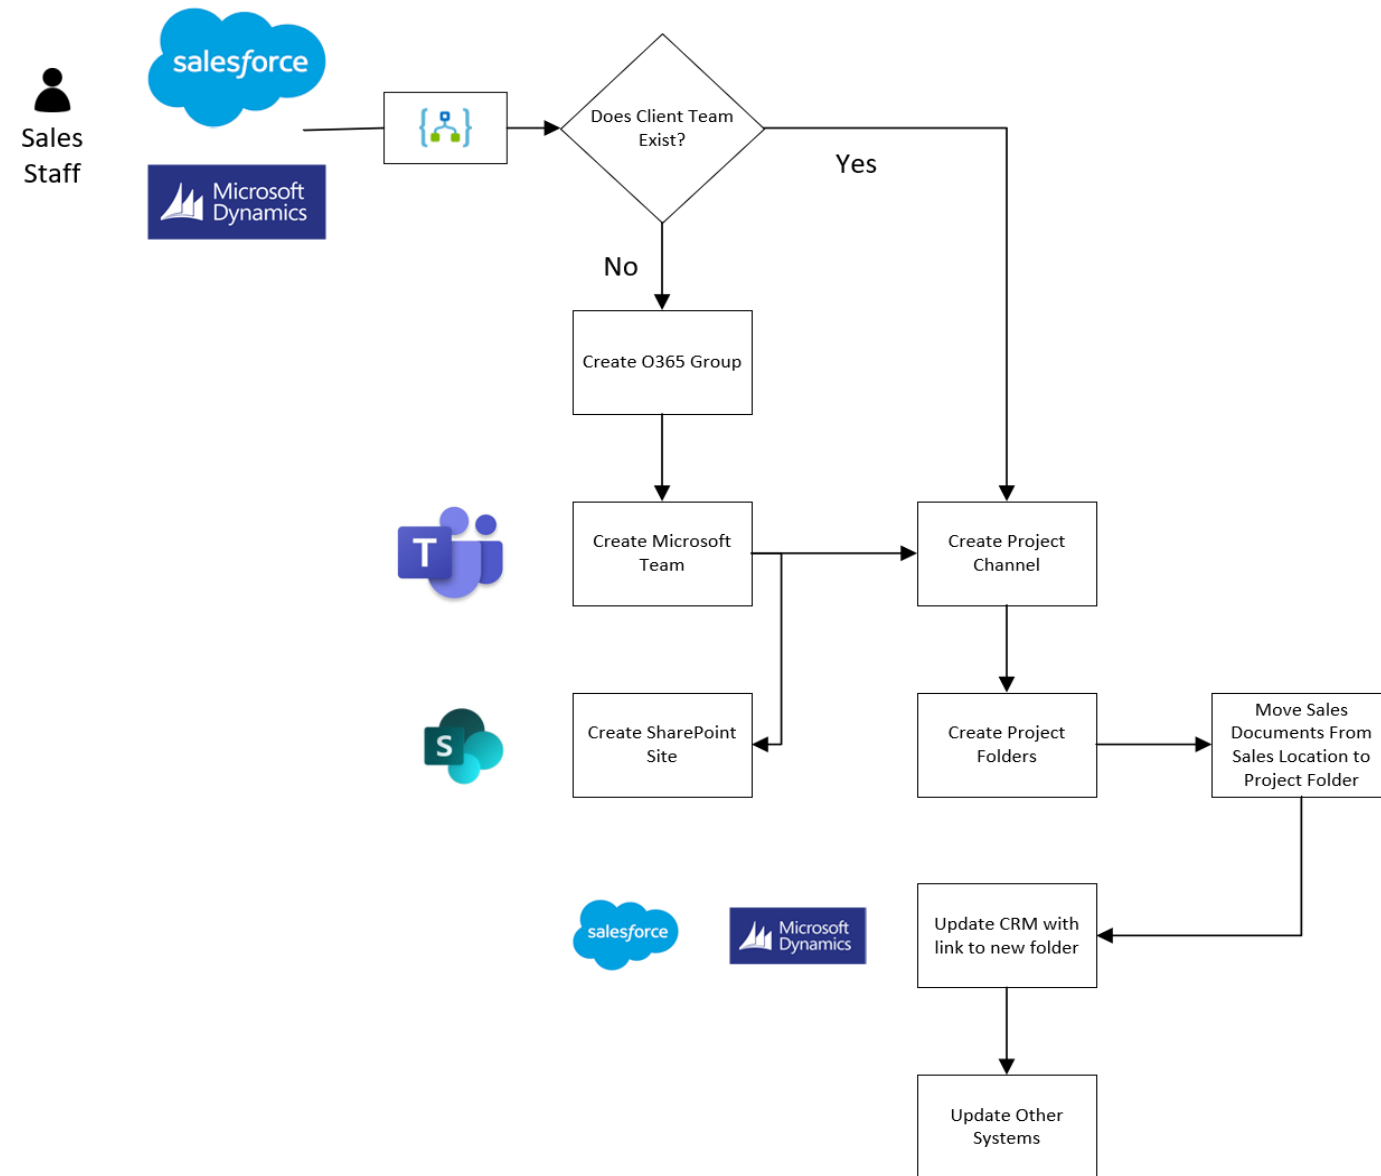 salesforce
Sales
Staff
Microsoft
Dynamics
Does Client Team
Exist?
Yes
No
Create O365 Group
T
Create Microsoft
Team
Create Project
Channel
S
Create SharePoint
Site
Create Project
Folders
Move Sales
Documents From
Sales Location to
Project Folder
salesforce
Microsoft
Dynamics
Update CRM with
link to new folder
Update Other
Systems